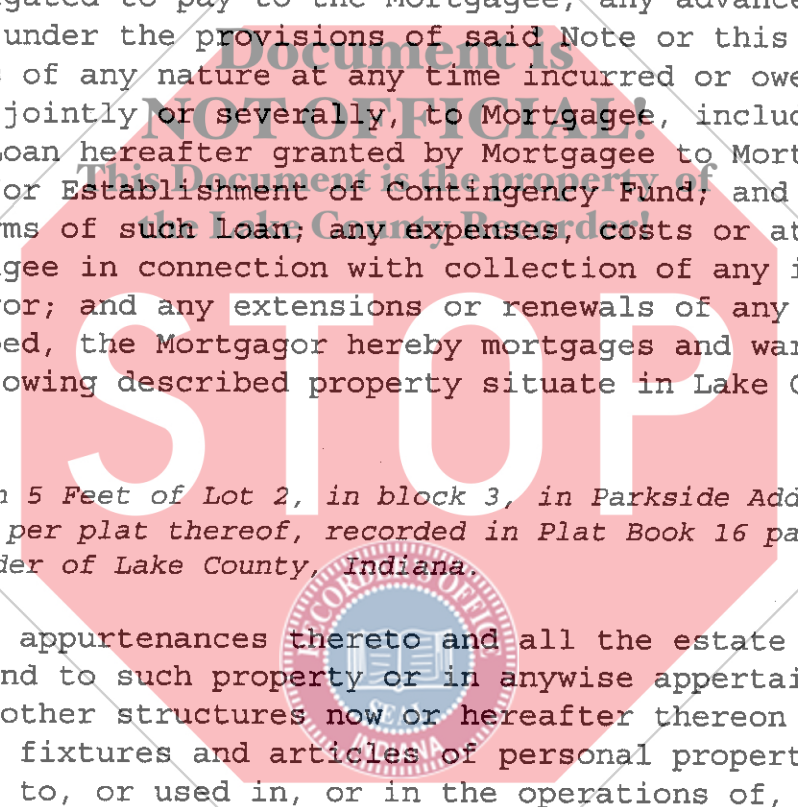 gated to pay to the Mortgagee, any advance
under the provisions of said Note or this
of any nature at any time incurred or owe
jointly or severally, to Mortgagee, includ
Loan hereafter granted by Mortgagee to Mort
or Establishment of Contingency Fund; and
rms of such Loan; any expenses, costs or at
gee in connection with collection of any i
or; and any extensions or renewals of any
ed, the Mortgagor hereby mortgages and war
owing described property situate in Lake C
n 5 Feet of Lot 2, in block 3, in Parkside Add
per plat thereof, recorded in Plat Book 16 pa
der of Lake County, Indiana.
appurtenances thereto and all the estate
nd to such property or in anywise appertai
other structures now or hereafter thereon
fixtures and articles of personal propert
to, or used in, or in the operations of,
Document is
NOT OFFICIAL!
This Document is the property of
the Lake County Recorder!
STOP
SEAL
INDIANA